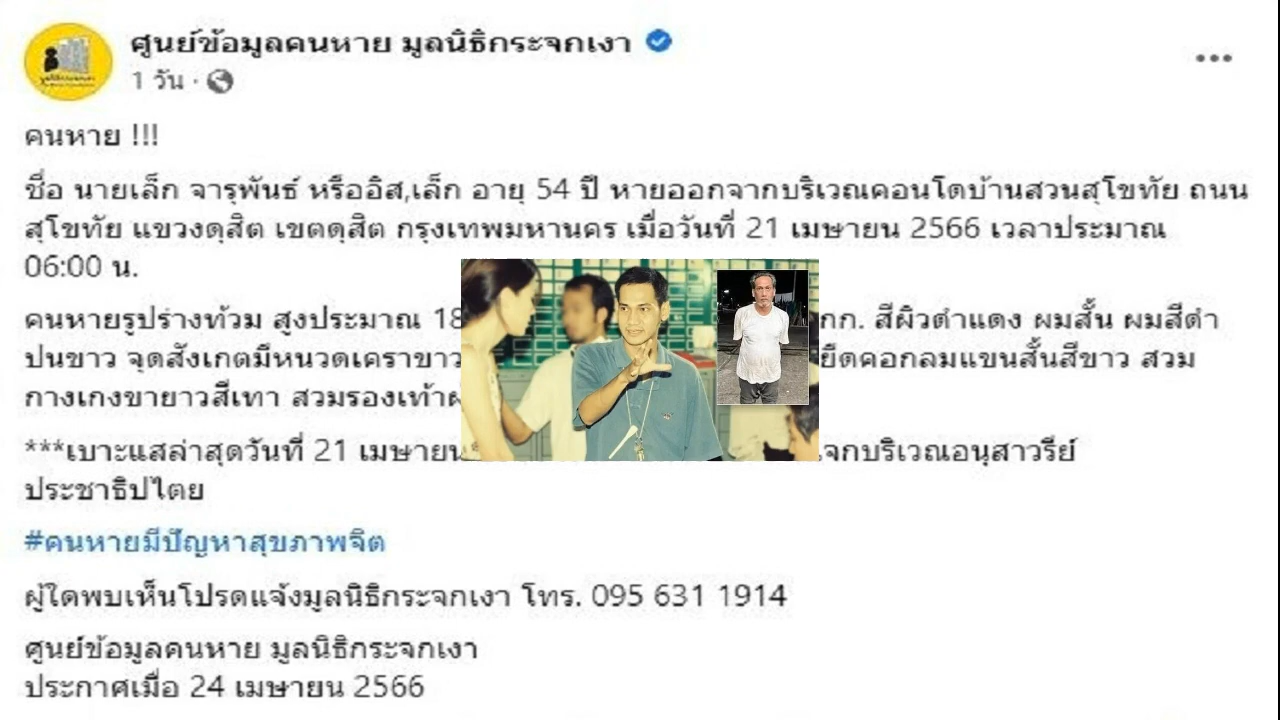 ศูนย์ข้อมูลคนหาย มูลนิธิกระจกเงา
1 วัน ·
คนหาย !!!
ชื่อ นายเล็ก จารุพันธ์ หรืออิส,เล็ก อายุ 54 ปี หายออกจากบริเวณคอนโดบ้านสวนสุโขทัย ถนน
สุโขทัย แขวงดุสิต เขตดุสิต กรุงเทพมหานคร เมื่อวันที่ 21 เมษายน 2566 เวลาประมาณ
06:00 น.
คนหายรูปร่างท้วม สูงประมาณ 18 กก. สีผิวดำแดง ผมสั้น ผมสีดำ
ปนขาว จุดสังเกตมีหนวดเคราขาว ยืดคอกลมแขนสั้นสีขาว สวม
กางเกงขายาวสีเทา สวมรองเท้า
***เบาะแสล่าสุดวันที่ 21 เมษายน จกบริเวณอนุสาวรีย์
ประชาธิปไตย
#คนหายมีปัญหาสุขภาพจิต
ผู้ใดพบเห็นโปรดแจ้งมูลนิธิกระจกเงา โทร. 095 631 1914
ศูนย์ข้อมูลคนหาย มูลนิธิกระจกเงา
ประกาศเมื่อ 24 เมษายน 2566